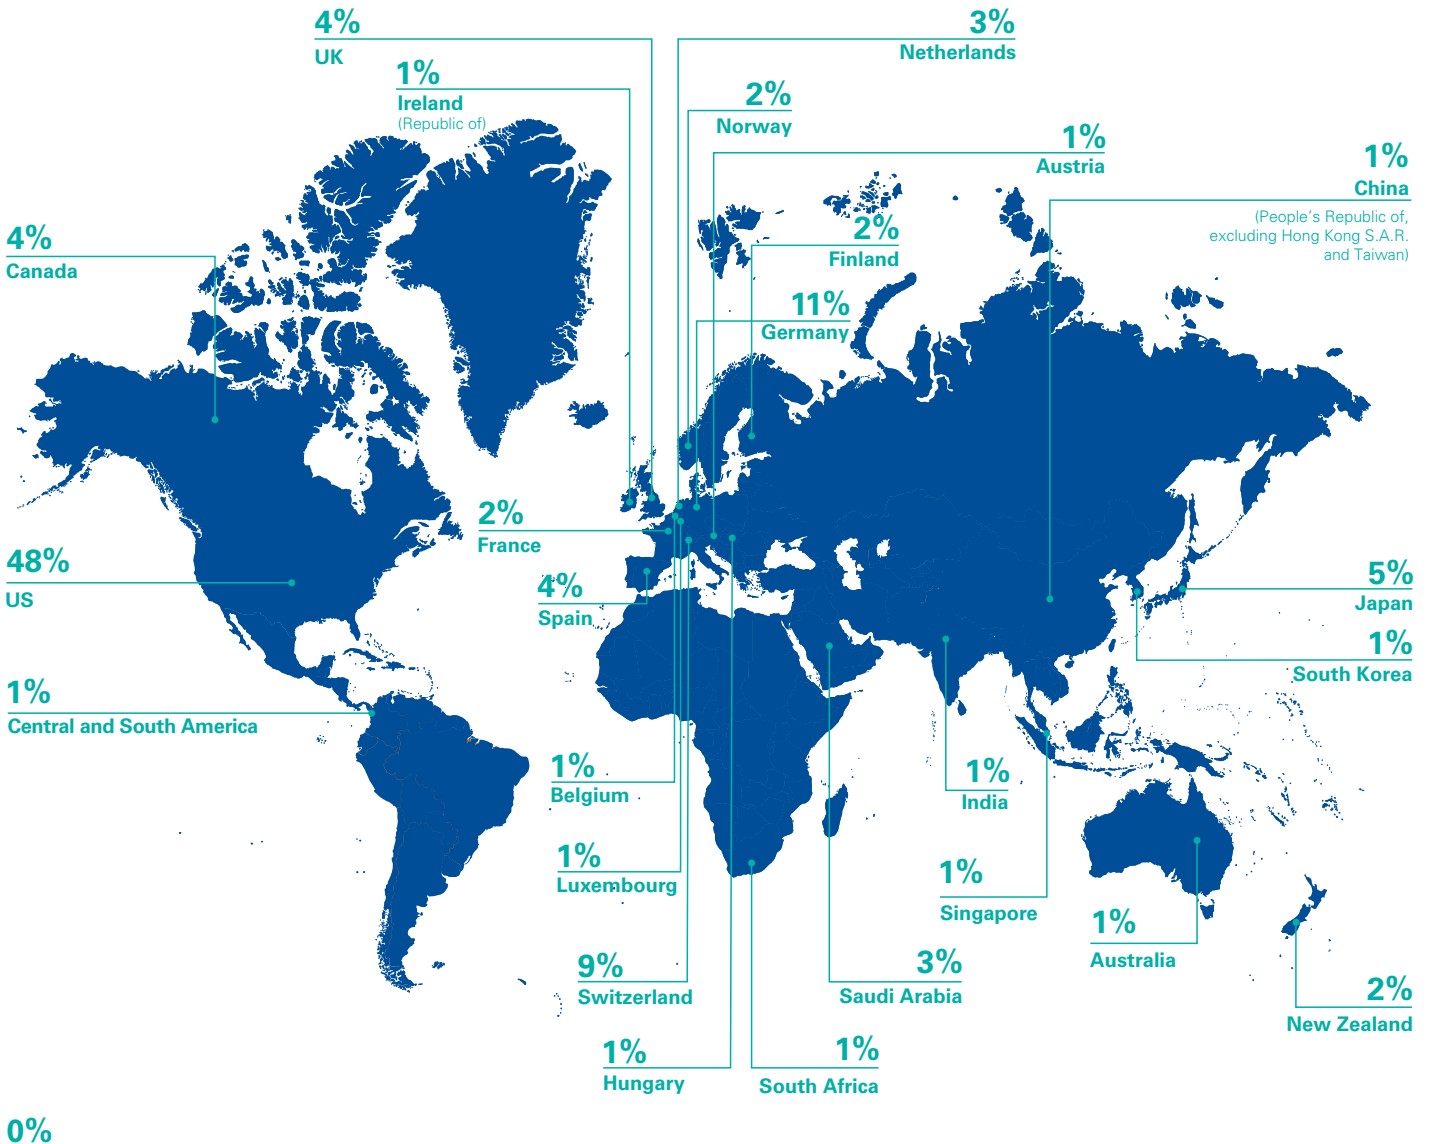 4%
UK
3%
Netherlands
1%
Ireland
(Republic of)
2%
Norway
1%
Austria
1%
China
(People’s Republic of,
excluding Hong Kong S.A.R.
and Taiwan)
4%
Canada
2%
Finland
11%
Germany
2%
France
48%
US
4%
Spain
5%
Japan
1%
South Korea
1%
Central and South America
1%
Belgium
1%
India
1%
Luxembourg
1%
Singapore
1%
Australia
9%
Switzerland
3%
Saudi Arabia
2%
New Zealand
1%
Hungary
1%
South Africa
0%